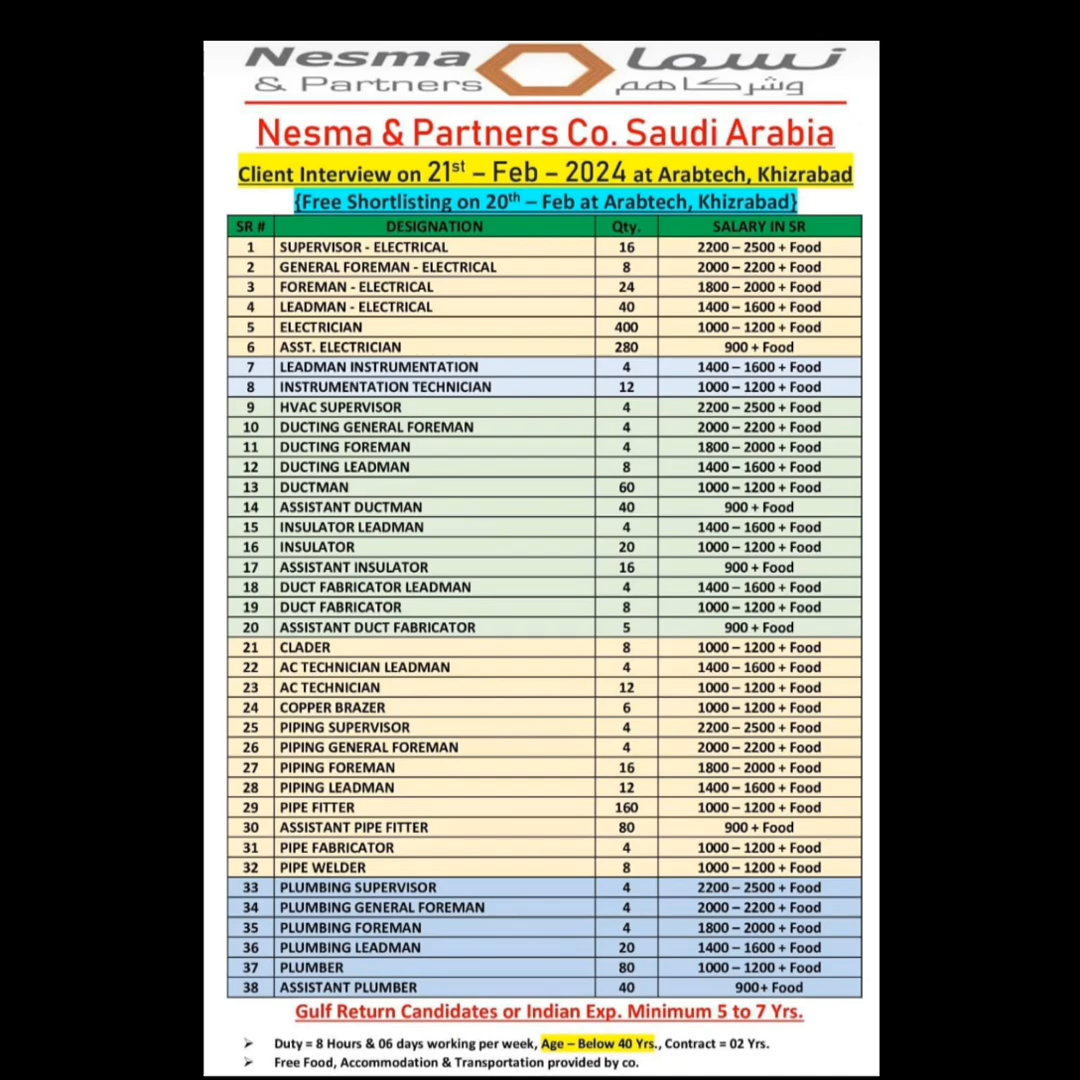 Nesma نسما
& Partners وشركاهم
Nesma & Partners Co. Saudi Arabia
Client Interview on 21st – Feb – 2024 at Arabtech, Khizrabad
{Free Shortlisting on 20th – Feb at Arabtech, Khizrabad}
SR # DESIGNATION Qty. SALARY IN SR
1 SUPERVISOR - ELECTRICAL 16 2200 – 2500 + Food
2 GENERAL FOREMAN - ELECTRICAL 8 2000 – 2200 + Food
3 FOREMAN - ELECTRICAL 24 1800 – 2000 + Food
4 LEADMAN - ELECTRICAL 40 1400 – 1600 + Food
5 ELECTRICIAN 400 1000 – 1200 + Food
6 ASST. ELECTRICIAN 280 900 + Food
7 LEADMAN INSTRUMENTATION 4 1400 – 1600 + Food
8 INSTRUMENTATION TECHNICIAN 12 1000 – 1200 + Food
9 HVAC SUPERVISOR 4 2200 – 2500 + Food
10 DUCTING GENERAL FOREMAN 4 2000 – 2200 + Food
11 DUCTING FOREMAN 4 1800 – 2000 + Food
12 DUCTING LEADMAN 8 1400 – 1600 + Food
13 DUCTMAN 60 1000 – 1200 + Food
14 ASSISTANT DUCTMAN 40 900 + Food
15 INSULATOR LEADMAN 4 1400 – 1600 + Food
16 INSULATOR 20 1000 – 1200 + Food
17 ASSISTANT INSULATOR 16 900 + Food
18 DUCT FABRICATOR LEADMAN 4 1400 – 1600 + Food
19 DUCT FABRICATOR 8 1000 – 1200 + Food
20 ASSISTANT DUCT FABRICATOR 5 900 + Food
21 CLADER 8 1000 – 1200 + Food
22 AC TECHNICIAN LEADMAN 4 1400 – 1600 + Food
23 AC TECHNICIAN 12 1000 – 1200 + Food
24 COPPER BRAZER 6 1000 – 1200 + Food
25 PIPING SUPERVISOR 4 2200 – 2500 + Food
26 PIPING GENERAL FOREMAN 4 2000 – 2200 + Food
27 PIPING FOREMAN 16 1800 – 2000 + Food
28 PIPING LEADMAN 12 1400 – 1600 + Food
29 PIPE FITTER 160 1000 – 1200 + Food
30 ASSISTANT PIPE FITTER 80 900 + Food
31 PIPE FABRICATOR 4 1000 – 1200 + Food
32 PIPE WELDER 8 1000 – 1200 + Food
33 PLUMBING SUPERVISOR 4 2200 – 2500 + Food
34 PLUMBING GENERAL FOREMAN 4 2000 – 2200 + Food
35 PLUMBING FOREMAN 4 1800 – 2000 + Food
36 PLUMBING LEADMAN 20 1400 – 1600 + Food
37 PLUMBER 80 1000 – 1200 + Food
38 ASSISTANT PLUMBER 40 900+ Food
Gulf Return Candidates or Indian Exp. Minimum 5 to 7 Yrs.
➢ Duty = 8 Hours & 06 days working per week, Age – Below 40 Yrs., Contract = 02 Yrs.
➢ Free Food, Accommodation & Transportation provided by co.